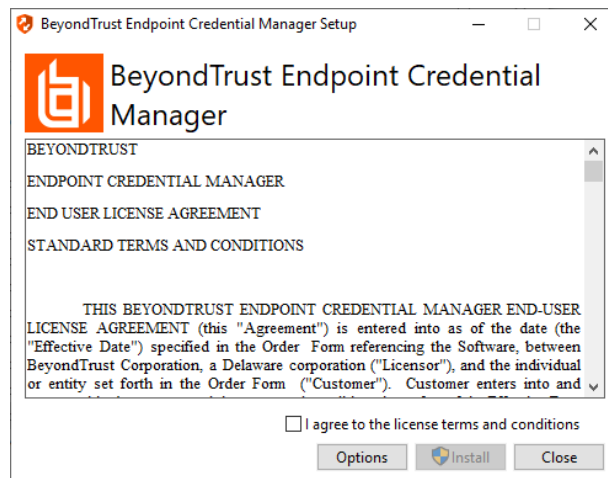 BeyondTrust Endpoint Credential Manager Setup
BeyondTrust Endpoint Credential
Manager
BEYONDTRUST
ENDPOINT CREDENTIAL MANAGER
END USER LICENSE AGREEMENT
STANDARD TERMS AND CONDITIONS
THIS BEYONDTRUST ENDPOINT CREDENTIAL MANAGER END-USER
LICENSE AGREEMENT (this "Agreement") is entered into as of the date (the
"Effective Date") specified in the Order Form referencing the Software, between
BeyondTrust Corporation, a Delaware corporation ("Licensor"), and the individual
or entity set forth in the Order Form ("Customer"). Customer enters into and
I agree to the license terms and conditions
Options
Install
Close